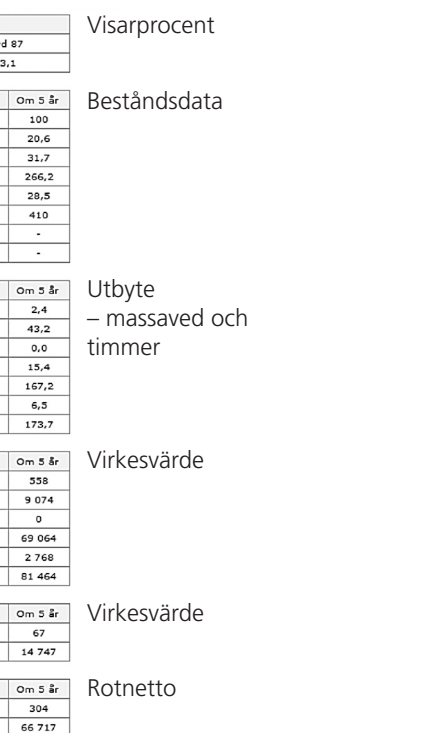 Visarprocent
d 87
3,1
Om 5 år
Beståndsdata
100
20,6
31,7
266,2
28,5
410
-
-
Om 5 år
Utbyte
– massaved och
timmer
2,4
43,2
0,0
15,4
167,2
6,5
173,7
Om 5 år
Virkesvärde
558
9 074
0
69 064
2 768
81 464
Om 5 år
Virkesvärde
67
14 747
Om 5 år
Rotnetto
304
66 717